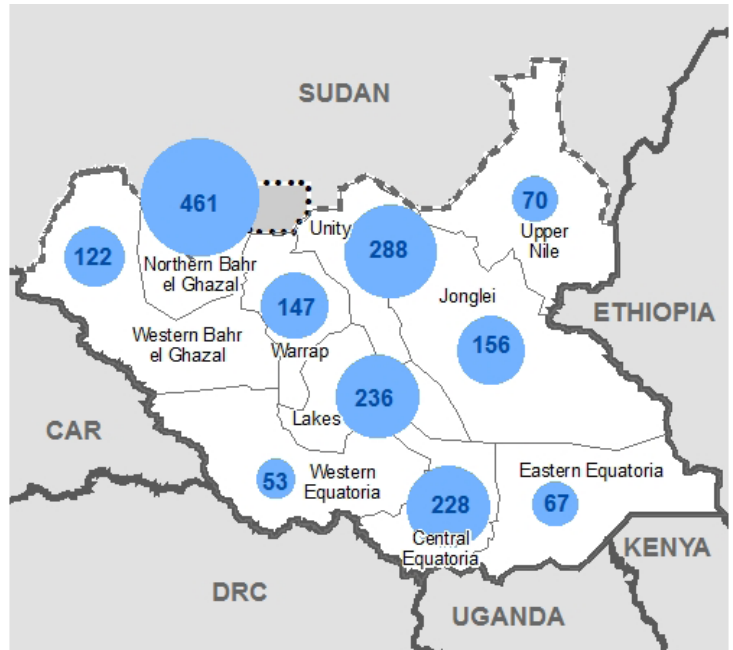 SUDAN
461
70
Upper
Nile
Unity
288
122
Northern Bahr
el Ghazal
Jonglei
147
ETHIOPIA
Western Bahr
el Ghazal
Warrap
156
236
Lakes
CAR
53
Western
Equatoria
Eastern Equatoria
228
67
Central
Equatoria
KENYA
DRC
UGANDA